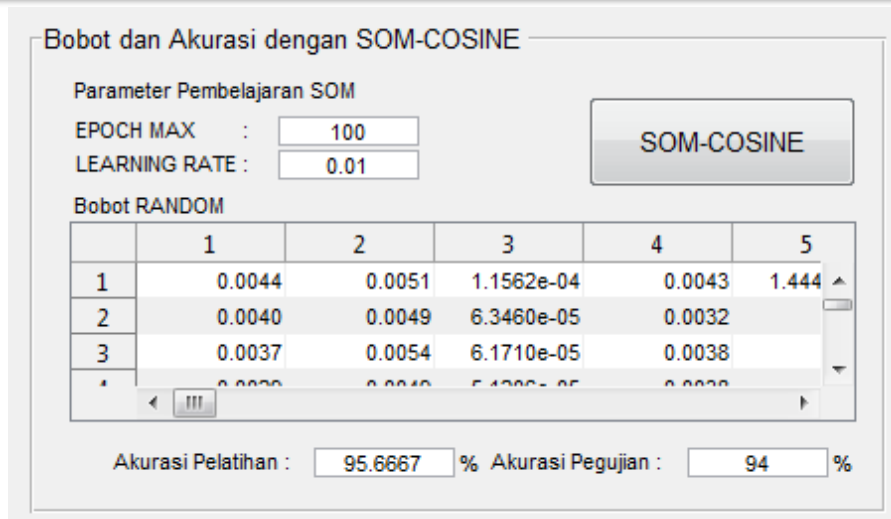 Bobot dan Akurasi dengan SOM-COSINE
Parameter Pembelajaran SOM
EPOCH MAX : 100
LEARNING RATE : 0.01
SOM-COSINE
Bobot RANDOM
1 2 3 4 5
1 0.0044 0.0051 1.1562e-04 0.0043 1.444
2 0.0040 0.0049 6.3460e-05 0.0032
3 0.0037 0.0054 6.1710e-05 0.0038
Akurasi Pelatihan : 95.6667 % Akurasi Pegujian : 94 %